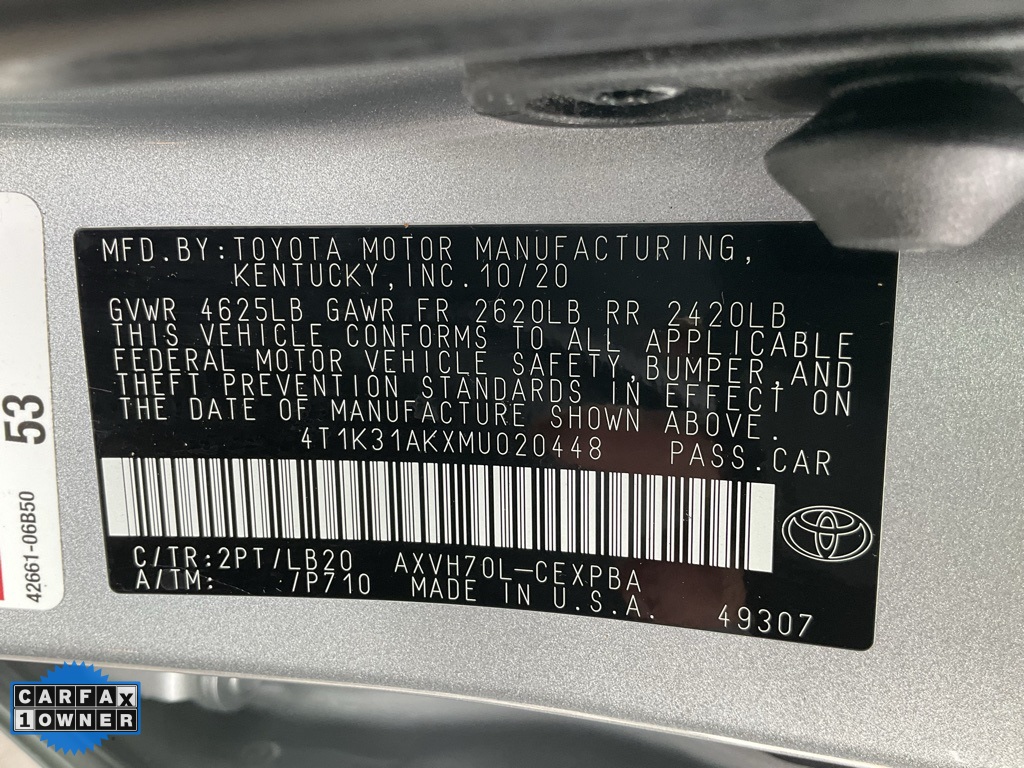 MFD.BY:TOYOTA MOTOR MANUFACTURING,
KENTUCKY,INC.10/20
GVWR 4625LB GAWR FR 2620LB RR 2420LB
THIS VEHICLE CONFORMS TO ALL APPLICABLE
FEDERAL MOTOR VEHICLE SAFETY,BUMPER,AND
THEFT PREVENTION STANDARDS IN EFFECT ON
THE DATE OF MANUFACTURE SHOWN ABOVE.
4T1K31AKXMU020448 PASS.CAR
C/TR:2PT/LB20 AXVH70L-CEXPBA
A/TM: /P710 MADE IN U.S.A. 49307
53
42661-06B50
CARFAX
1 OWNER